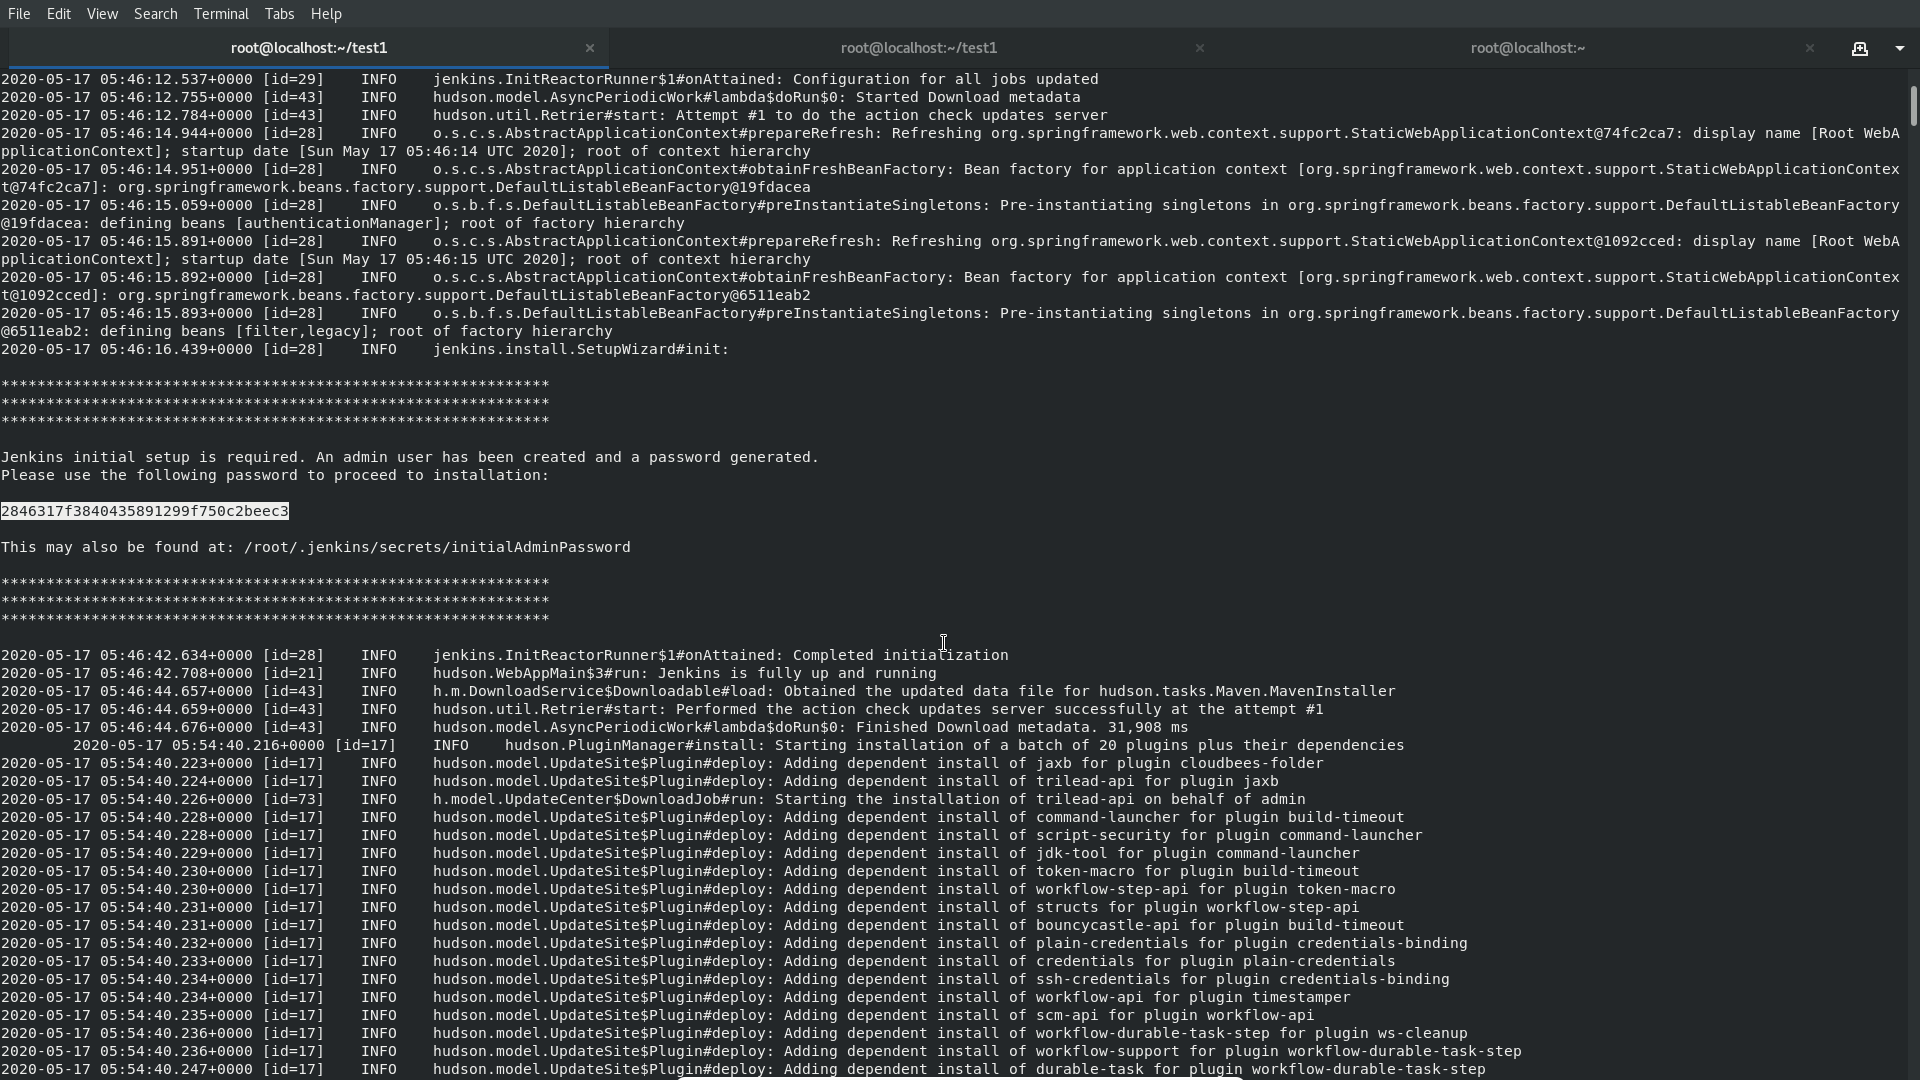 File Edit View Search Terminal Tabs Help
root@localhost:~/test1 × root@localhost:~/test1 × root@localhost:~ ×
2020-05-17 05:46:12.537+0000 [id=29] INFO jenkins.InitReactorRunner$1#onAttained: Configuration for all jobs updated
2020-05-17 05:46:12.755+0000 [id=43] INFO hudson.model.AsyncPeriodicWork#lambda$doRun$0: Started Download metadata
2020-05-17 05:46:12.784+0000 [id=43] INFO hudson.util.Retrier#start: Attempt #1 to do the action check updates server
2020-05-17 05:46:14.944+0000 [id=28] INFO o.s.c.s.AbstractApplicationContext#prepareRefresh: Refreshing org.springframework.web.context.support.StaticWebApplicationContext@74fc2ca7: display name [Root WebA
pplicationContext]; startup date [Sun May 17 05:46:14 UTC 2020]; root of context hierarchy
2020-05-17 05:46:14.951+0000 [id=28] INFO o.s.c.s.AbstractApplicationContext#obtainFreshBeanFactory: Bean factory for application context [org.springframework.web.context.support.StaticWebApplicationContex
t@74fc2ca7]: org.springframework.beans.factory.support.DefaultListableBeanFactory@19fdacea
2020-05-17 05:46:15.059+0000 [id=28] INFO o.s.b.f.s.DefaultListableBeanFactory#preInstantiateSingletons: Pre-instantiating singletons in org.springframework.beans.factory.support.DefaultListableBeanFactory
@19fdacea: defining beans [authenticationManager]; root of factory hierarchy
2020-05-17 05:46:15.891+0000 [id=28] INFO o.s.c.s.AbstractApplicationContext#prepareRefresh: Refreshing org.springframework.web.context.support.StaticWebApplicationContext@1092cced: display name [Root WebA
pplicationContext]; startup date [Sun May 17 05:46:15 UTC 2020]; root of context hierarchy
2020-05-17 05:46:15.892+0000 [id=28] INFO o.s.c.s.AbstractApplicationContext#obtainFreshBeanFactory: Bean factory for application context [org.springframework.web.context.support.StaticWebApplicationContex
t@1092cced]: org.springframework.beans.factory.support.DefaultListableBeanFactory@6511eab2
2020-05-17 05:46:15.893+0000 [id=28] INFO o.s.b.f.s.DefaultListableBeanFactory#preInstantiateSingletons: Pre-instantiating singletons in org.springframework.beans.factory.support.DefaultListableBeanFactory
@6511eab2: defining beans [filter,legacy]; root of factory hierarchy
2020-05-17 05:46:16.439+0000 [id=28] INFO jenkins.install.SetupWizard#init:
*************************************************************
*************************************************************
*************************************************************
Jenkins initial setup is required. An admin user has been created and a password generated.
Please use the following password to proceed to installation:
2846317f3840435891299f750c2beec3
This may also be found at: /root/.jenkins/secrets/initialAdminPassword
*************************************************************
*************************************************************
*************************************************************
2020-05-17 05:46:42.634+0000 [id=28] INFO jenkins.InitReactorRunner$1#onAttained: Completed initialization
2020-05-17 05:46:42.708+0000 [id=21] INFO hudson.WebAppMain$3#run: Jenkins is fully up and running
2020-05-17 05:46:44.657+0000 [id=43] INFO h.m.DownloadService$Downloadable#load: Obtained the updated data file for hudson.tasks.Maven.MavenInstaller
2020-05-17 05:46:44.659+0000 [id=43] INFO hudson.util.Retrier#start: Performed the action check updates server successfully at the attempt #1
2020-05-17 05:46:44.676+0000 [id=43] INFO hudson.model.AsyncPeriodicWork#lambda$doRun$0: Finished Download metadata. 31,908 ms
2020-05-17 05:54:40.216+0000 [id=17] INFO hudson.PluginManager#install: Starting installation of a batch of 20 plugins plus their dependencies
2020-05-17 05:54:40.223+0000 [id=17] INFO hudson.model.UpdateSite$Plugin#deploy: Adding dependent install of jaxb for plugin cloudbees-folder
2020-05-17 05:54:40.224+0000 [id=17] INFO hudson.model.UpdateSite$Plugin#deploy: Adding dependent install of trilead-api for plugin jaxb
2020-05-17 05:54:40.226+0000 [id=73] INFO h.model.UpdateCenter$DownloadJob#run: Starting the installation of trilead-api on behalf of admin
2020-05-17 05:54:40.228+0000 [id=17] INFO hudson.model.UpdateSite$Plugin#deploy: Adding dependent install of command-launcher for plugin build-timeout
2020-05-17 05:54:40.228+0000 [id=17] INFO hudson.model.UpdateSite$Plugin#deploy: Adding dependent install of script-security for plugin command-launcher
2020-05-17 05:54:40.229+0000 [id=17] INFO hudson.model.UpdateSite$Plugin#deploy: Adding dependent install of jdk-tool for plugin command-launcher
2020-05-17 05:54:40.230+0000 [id=17] INFO hudson.model.UpdateSite$Plugin#deploy: Adding dependent install of token-macro for plugin build-timeout
2020-05-17 05:54:40.230+0000 [id=17] INFO hudson.model.UpdateSite$Plugin#deploy: Adding dependent install of workflow-step-api for plugin token-macro
2020-05-17 05:54:40.231+0000 [id=17] INFO hudson.model.UpdateSite$Plugin#deploy: Adding dependent install of structs for plugin workflow-step-api
2020-05-17 05:54:40.231+0000 [id=17] INFO hudson.model.UpdateSite$Plugin#deploy: Adding dependent install of bouncycastle-api for plugin build-timeout
2020-05-17 05:54:40.232+0000 [id=17] INFO hudson.model.UpdateSite$Plugin#deploy: Adding dependent install of plain-credentials for plugin credentials-binding
2020-05-17 05:54:40.233+0000 [id=17] INFO hudson.model.UpdateSite$Plugin#deploy: Adding dependent install of credentials for plugin plain-credentials
2020-05-17 05:54:40.234+0000 [id=17] INFO hudson.model.UpdateSite$Plugin#deploy: Adding dependent install of ssh-credentials for plugin credentials-binding
2020-05-17 05:54:40.234+0000 [id=17] INFO hudson.model.UpdateSite$Plugin#deploy: Adding dependent install of workflow-api for plugin timestamper
2020-05-17 05:54:40.235+0000 [id=17] INFO hudson.model.UpdateSite$Plugin#deploy: Adding dependent install of scm-api for plugin workflow-api
2020-05-17 05:54:40.236+0000 [id=17] INFO hudson.model.UpdateSite$Plugin#deploy: Adding dependent install of workflow-durable-task-step for plugin ws-cleanup
2020-05-17 05:54:40.236+0000 [id=17] INFO hudson.model.UpdateSite$Plugin#deploy: Adding dependent install of workflow-support for plugin workflow-durable-task-step
2020-05-17 05:54:40.247+0000 [id=17] INFO hudson.model.UpdateSite$Plugin#deploy: Adding dependent install of durable-task for plugin workflow-durable-task-step